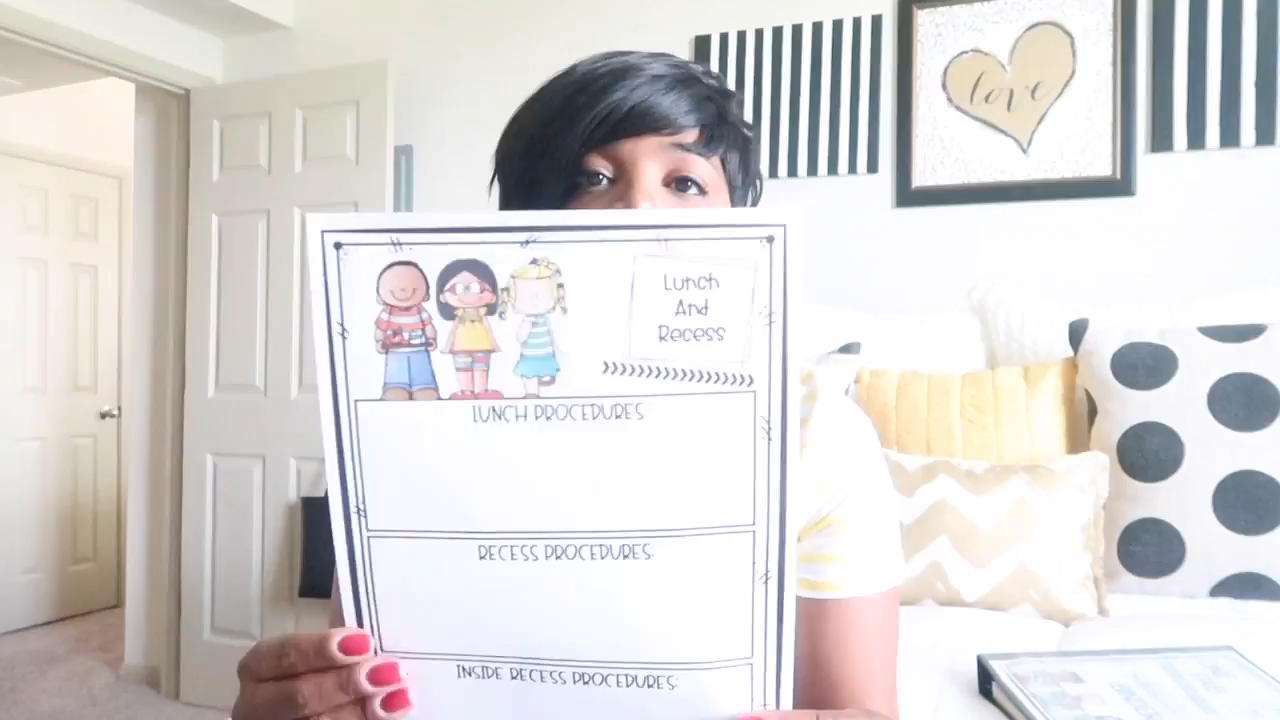 love
Lunch
And
Recess
LUNCH PROCEDURES
RECESS PROCEDURES:
INSIDE RECESS PROCEDURES: